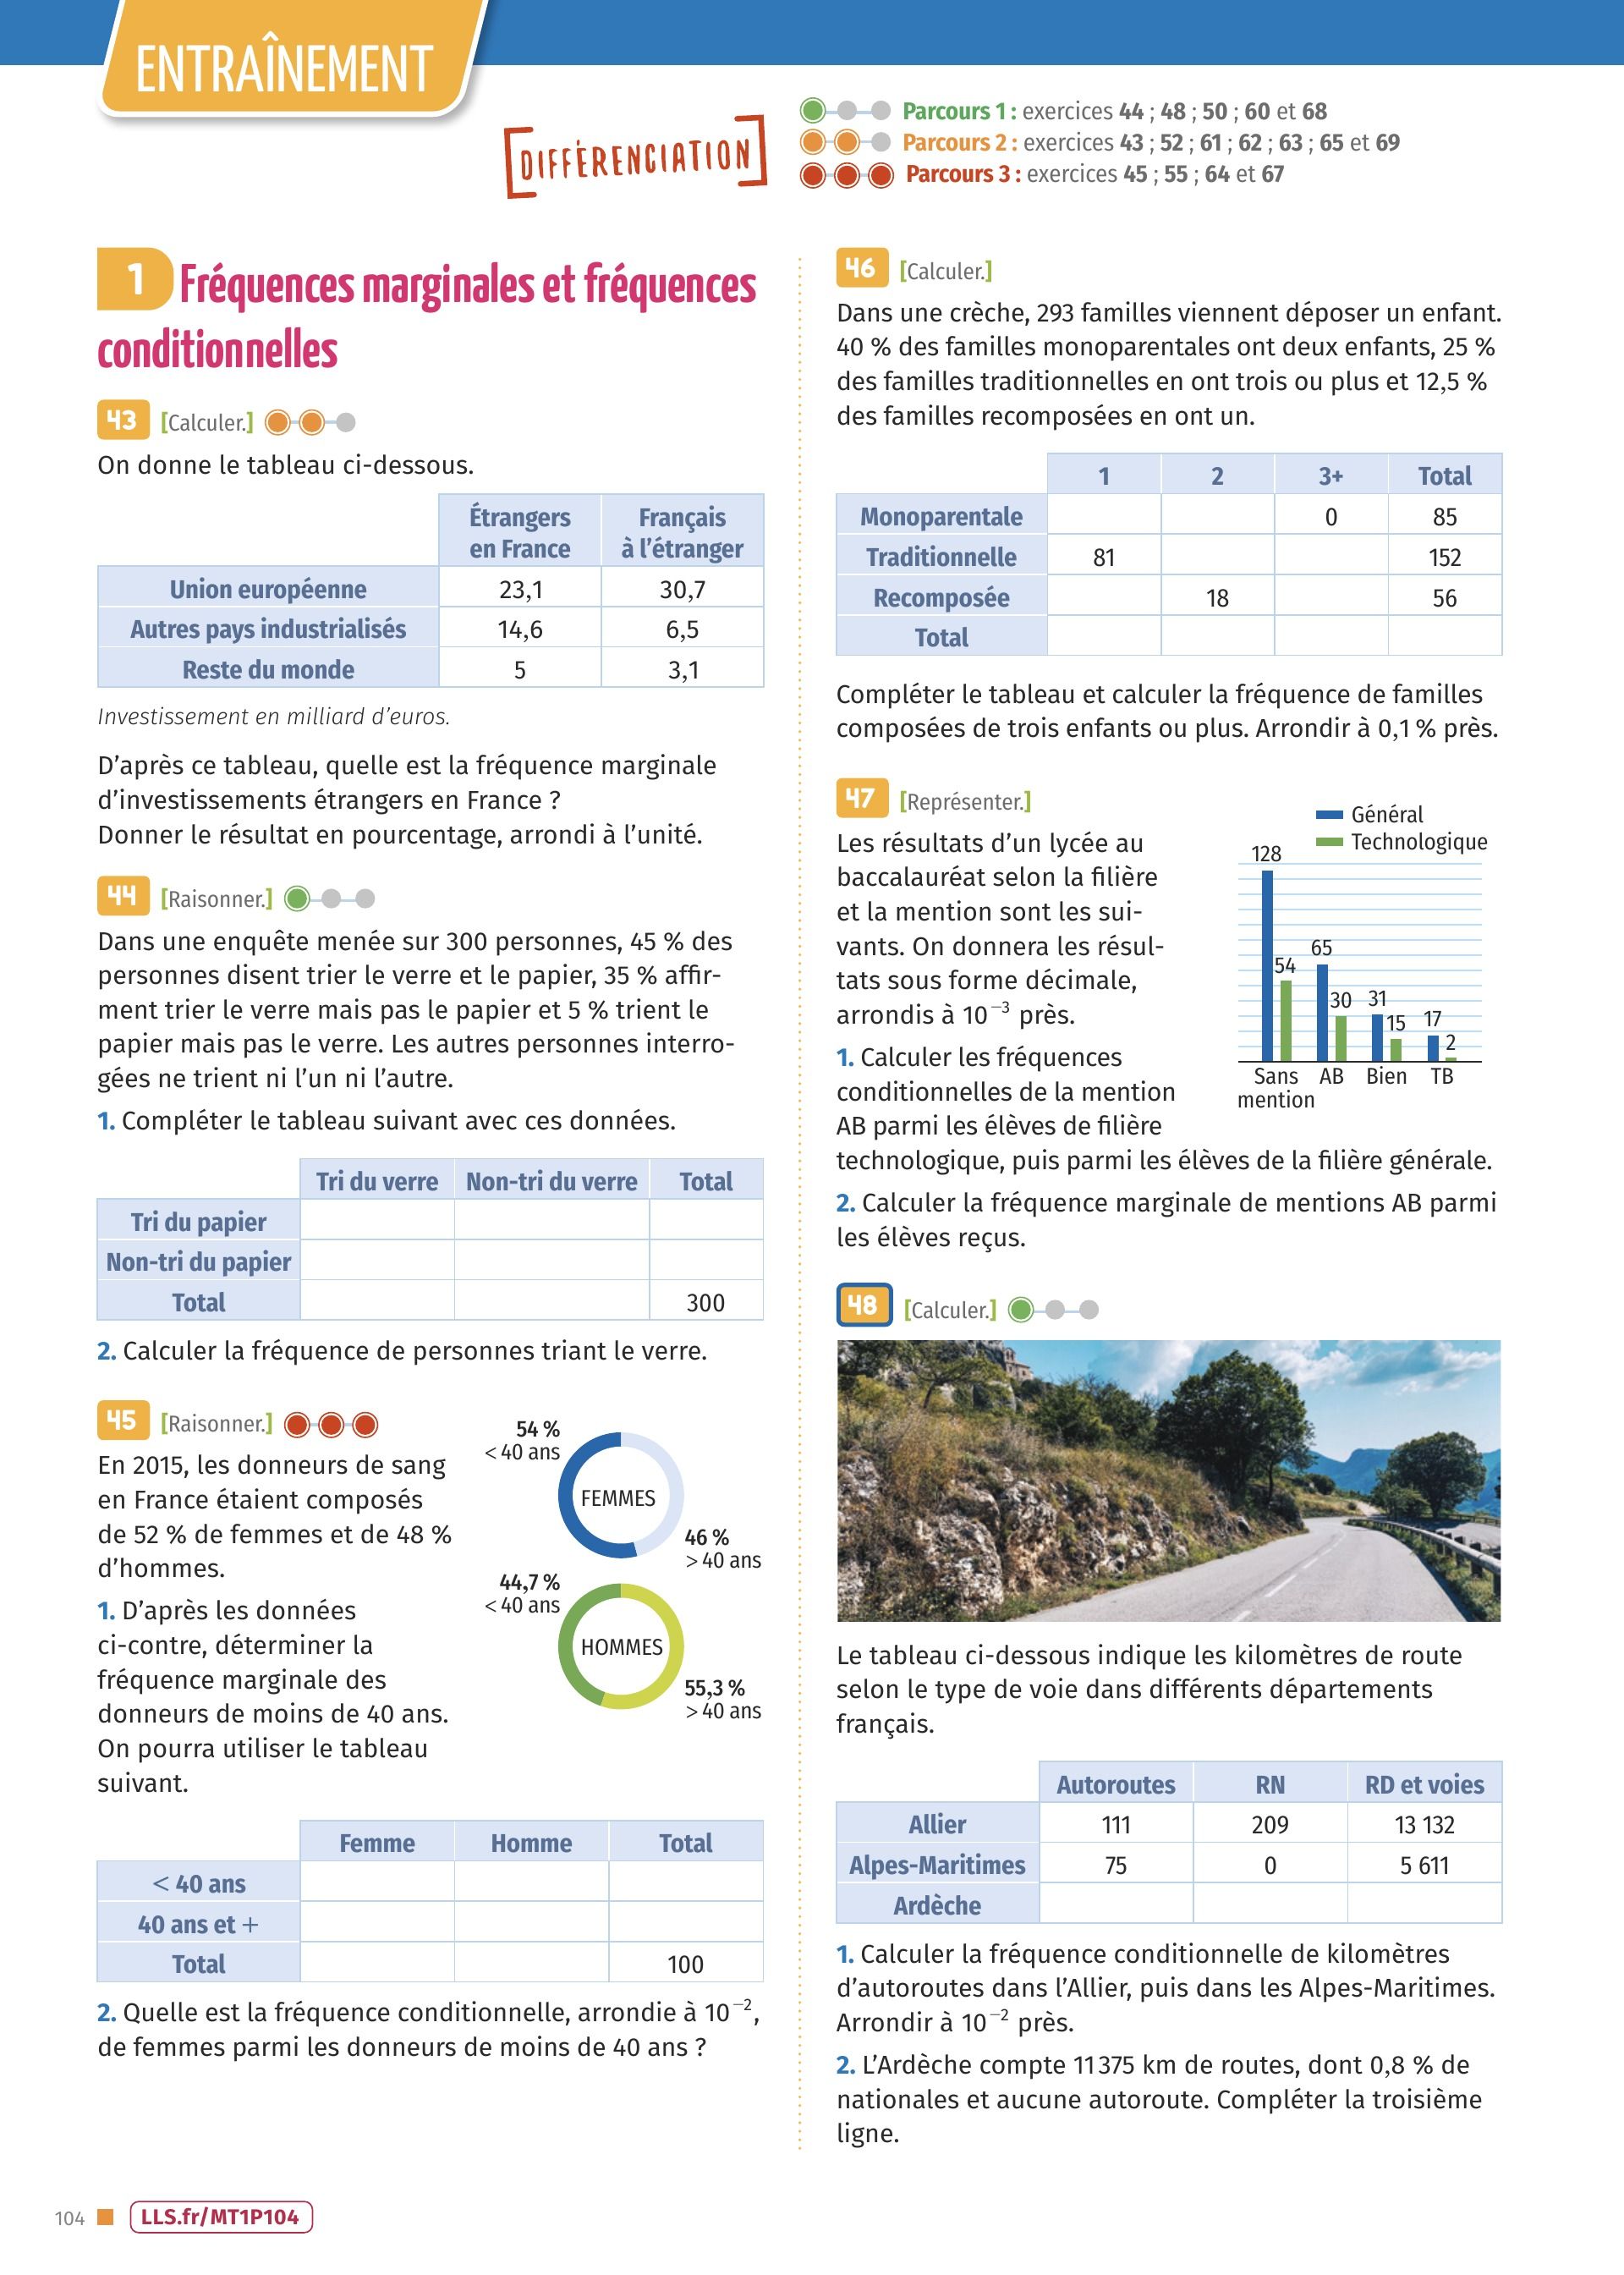 ENTRAÎNEMENT
[DIFFÉRENCIATION]
Parcours 1 : exercices 44 ; 48 ; 50 ; 60 et 68
Parcours 2 : exercices 43 ; 52 ; 61 ; 62 ; 63 ; 65 et 69
Parcours 3 : exercices 45 ; 55 ; 64 et 67
1 Fréquences marginales et fréquences
conditionnelles
43 [Calculer.]
On donne le tableau ci-dessous.
Étrangers en France Français à l’étranger
Union européenne 23,1 30,7
Autres pays industrialisés 14,6 6,5
Reste du monde 5 3,1
Investissement en milliard d’euros.
D’après ce tableau, quelle est la fréquence marginale
d’investissements étrangers en France ?
Donner le résultat en pourcentage, arrondi à l’unité.
44 [Raisonner.]
Dans une enquête menée sur 300 personnes, 45 % des
personnes disent trier le verre et le papier, 35 % affir-
ment trier le verre mais pas le papier et 5 % trient le
papier mais pas le verre. Les autres personnes interro-
gées ne trient ni l’un ni l’autre.
1. Compléter le tableau suivant avec ces données.
Tri du verre Non-tri du verre Total
Tri du papier
Non-tri du papier
Total 300
2. Calculer la fréquence de personnes triant le verre.
45 [Raisonner.]
En 2015, les donneurs de sang
en France étaient composés
de 52 % de femmes et de 48 %
d’hommes.
1. D’après les données
ci-contre, déterminer la
fréquence marginale des
donneurs de moins de 40 ans.
On pourra utiliser le tableau
suivant.
54 %
< 40 ans
FEMMES
46 %
> 40 ans
44,7 %
< 40 ans
HOMMES
55,3 %
> 40 ans
Femme Homme Total
< 40 ans
40 ans et +
Total 100
2. Quelle est la fréquence conditionnelle, arrondie à 10⁻²,
de femmes parmi les donneurs de moins de 40 ans ?
46 [Calculer.]
Dans une crèche, 293 familles viennent déposer un enfant.
40 % des familles monoparentales ont deux enfants, 25 %
des familles traditionnelles en ont trois ou plus et 12,5 %
des familles recomposées en ont un.
1 2 3+ Total
Monoparentale 0 85
Traditionnelle 81 152
Recomposée 18 56
Total
Compléter le tableau et calculer la fréquence de familles
composées de trois enfants ou plus. Arrondir à 0,1 % près.
47 [Représenter.]
Les résultats d’un lycée au
baccalauréat selon la filière
et la mention sont les sui-
vants. On donnera les résul-
tats sous forme décimale,
arrondis à 10⁻³ près.
1. Calculer les fréquences
conditionnelles de la mention
AB parmi les élèves de filière
technologique, puis parmi les élèves de la filière générale.
Général
Technologique
128
54
65
30
31
15
17
2
Sans mention AB Bien TB
2. Calculer la fréquence marginale de mentions AB parmi
les élèves reçus.
48 [Calculer.]
Le tableau ci-dessous indique les kilomètres de route
selon le type de voie dans différents départements
français.
Autoroutes RN RD et voies
Allier 111 209 13 132
Alpes-Maritimes 75 0 5 611
Ardèche
1. Calculer la fréquence conditionnelle de kilomètres
d’autoroutes dans l’Allier, puis dans les Alpes-Maritimes.
Arrondir à 10⁻² près.
2. L’Ardèche compte 11 375 km de routes, dont 0,8 % de
nationales et aucune autoroute. Compléter la troisième
ligne.
104 LLS.fr/MT1P104